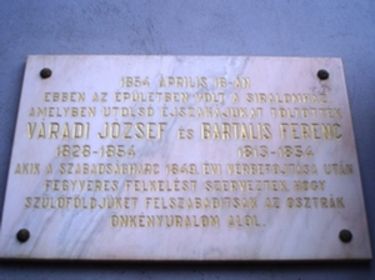 1854 ÁPRILIS 16-ÁN
EBBEN AZ ÉPÜLETBEN VOLT A SIRALOMHÁZ,
AMELYBEN UTOLSÓ ÉJSZAKÁJUKAT TÖLTÖTTÉK
VÁRADI JÓZSEF ÉS BARTALIS FERENC
1828-1854 1813-1854
AKIK A SZABADSÁGHARC 1849. ÉVI VÉRBEFOJTÁSA UTÁN
FEGYVERES FELKELÉST SZERVEZTEK, HOGY
SZÜLŐFÖLDJÜKET FELSZABADÍTSÁK AZ OSZTRÁK
ÖNKÉNYURALOM ALÓL.